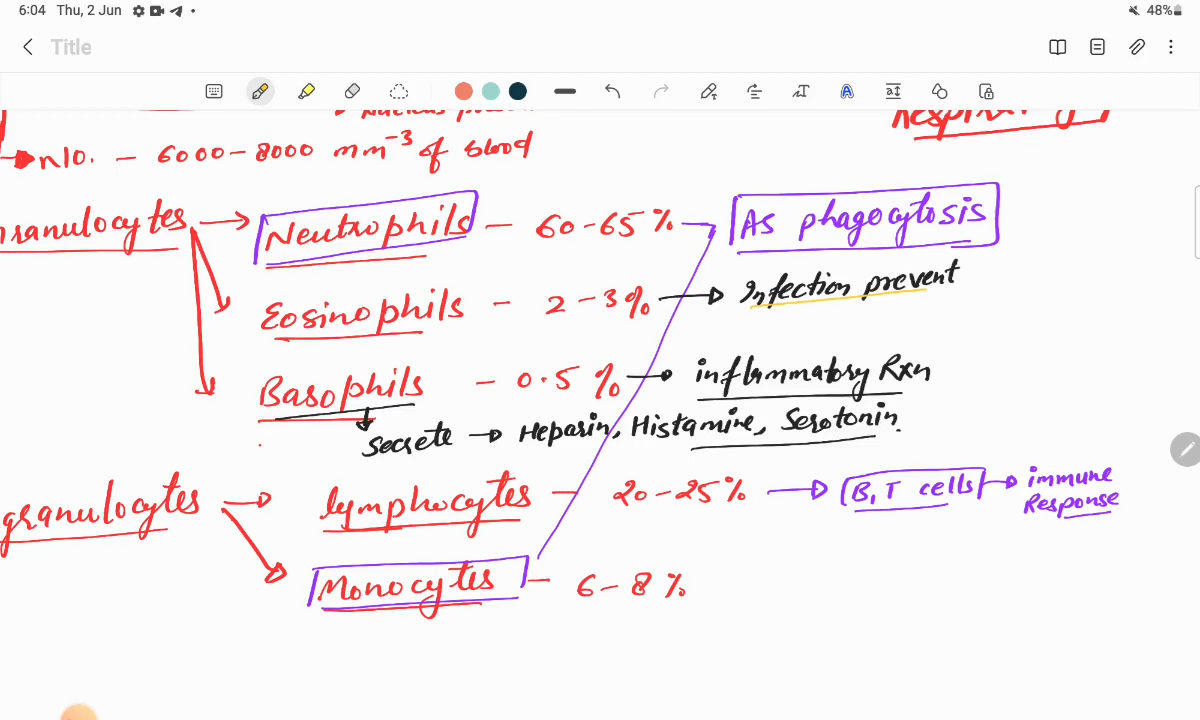 6:04 Thu, 2 Jun
48%
Title
n10. – 6000-8000 mm⁻³ of blood
ranulocytes → Neutrophils – 60-65% As phagocytosis
Eosinophils – 2-3% → Infection prevent
Basophils – 0.5% → inflammatory Rxn
Secrete → Heparin, Histamine, Serotonin.
granulocytes → lymphocytes – 20-25% → B, T cells → immune Response
Monocytes – 6-8%